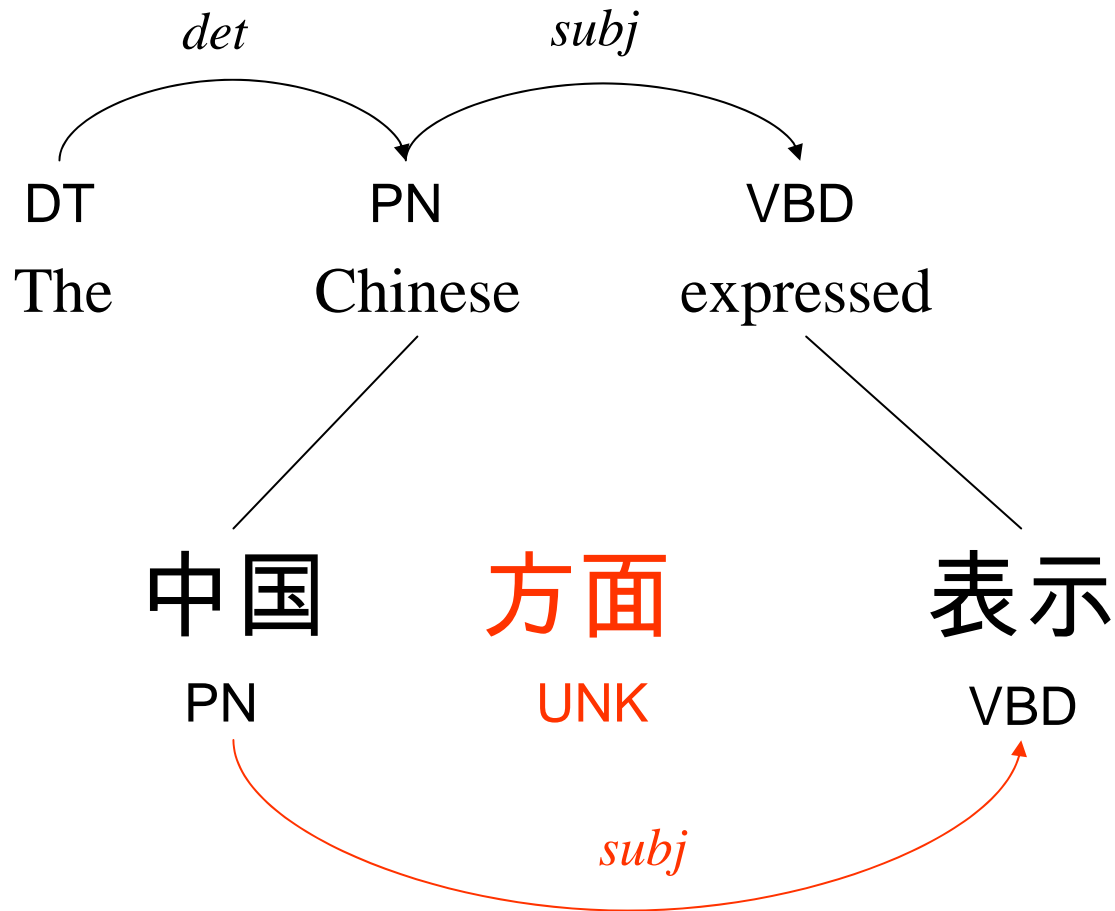 det subj
DT PN VBD
The Chinese expressed
中国 方面 表示
PN UNK VBD
subj